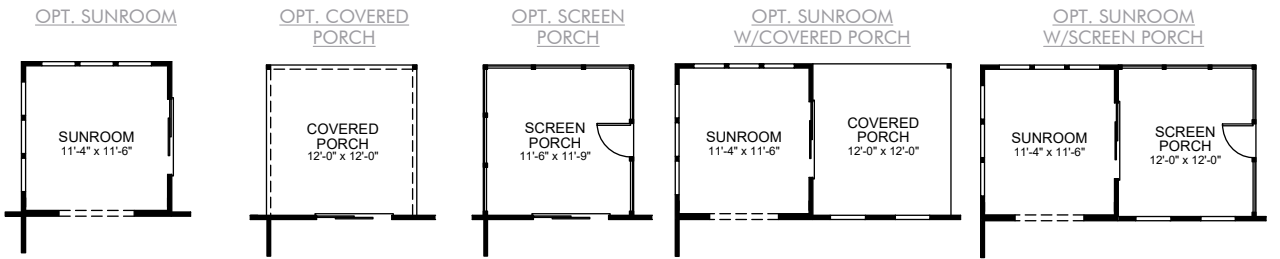 OPT. SUNROOM
SUNROOM
11'-4" x 11'-6"
OPT. COVERED
PORCH
COVERED
PORCH
12'-0" x 12'-0"
OPT. SCREEN
PORCH
SCREEN
PORCH
11'-6" x 11'-9"
OPT. SUNROOM
W/COVERED PORCH
SUNROOM
11'-4" x 11'-6"
COVERED
PORCH
12'-0" x 12'-0"
OPT. SUNROOM
W/SCREEN PORCH
SUNROOM
11'-4" x 11'-6"
SCREEN
PORCH
12'-0" x 12'-0"